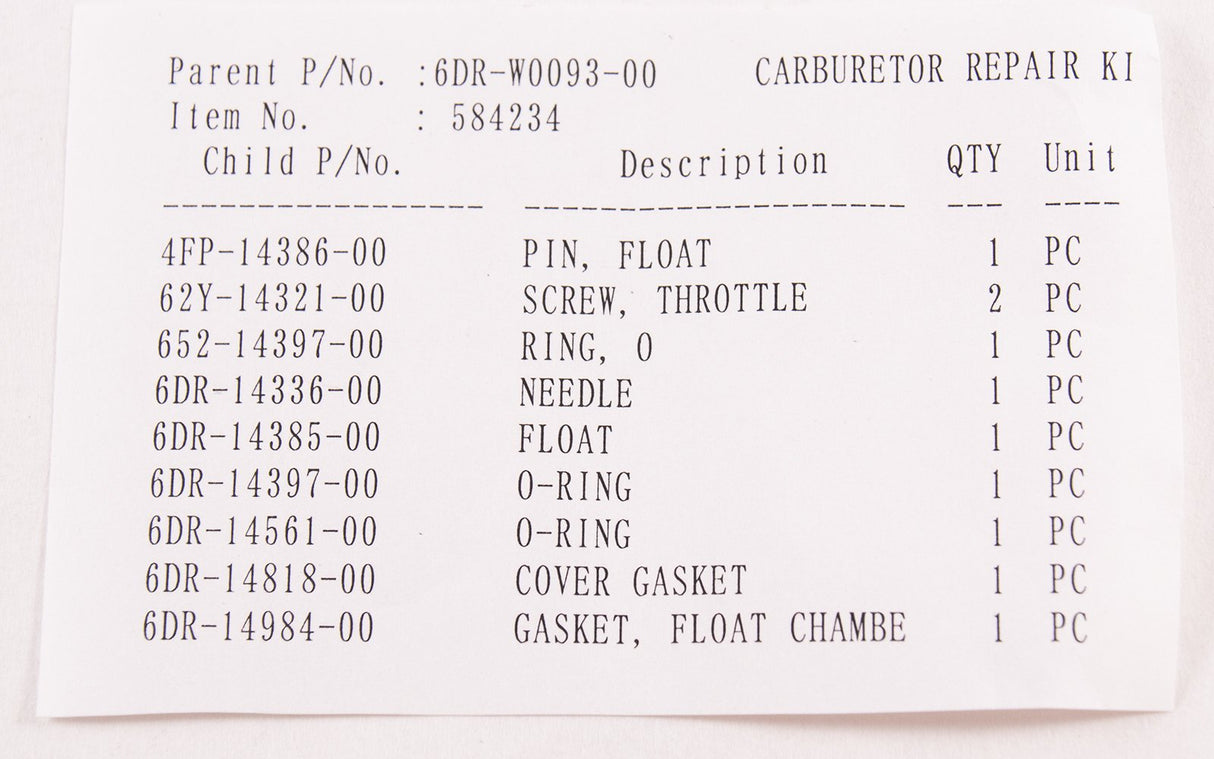 Parent P/No. :6DR-W0093-00 CARBURETOR REPAIR KI
Item No. : 584234
Child P/No. Description QTY Unit
----------------- -------------------- --- ----
4FP-14386-00 PIN, FLOAT 1 PC
62Y-14321-00 SCREW, THROTTLE 2 PC
652-14397-00 RING, O 1 PC
6DR-14336-00 NEEDLE 1 PC
6DR-14385-00 FLOAT 1 PC
6DR-14397-00 O-RING 1 PC
6DR-14561-00 O-RING 1 PC
6DR-14818-00 COVER GASKET 1 PC
6DR-14984-00 GASKET, FLOAT CHAMBE 1 PC